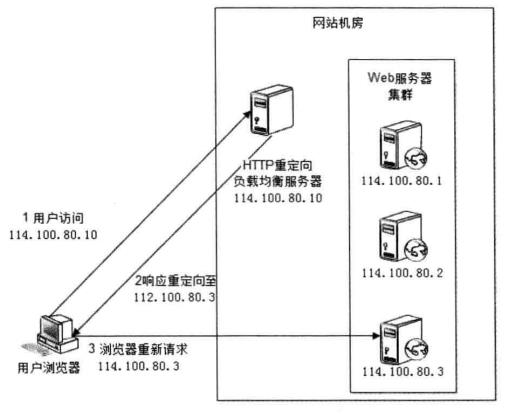 网站机房
Web服务器
集群
HTTP重定向
负载均衡服务器
114.100.80.10
114.100.80.1
1 用户访问
114.100.80.10
2响应重定向至
112.100.80.3
114.100.80.2
3 浏览器重新请求
114.100.80.3
用户浏览器
114.100.80.3